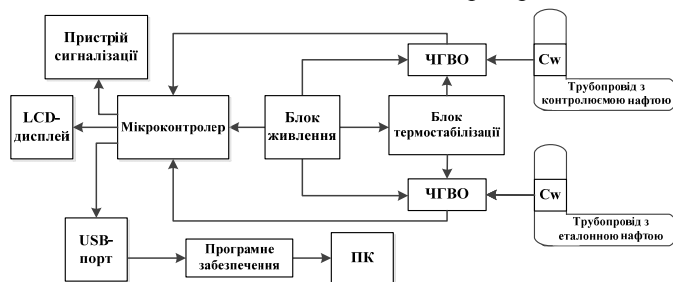 Пристрій
сигналізації
LCD-
дисплей
Мікроконтролер
Блок
живлення
ЧГВО
Блок
термостабілізації
ЧГВО
Cw
Трубопровід з
контролюємою нафтою
Cw
Трубопровід з
еталонною нафтою
USB-
порт
Програмне
забезпечення
ПК